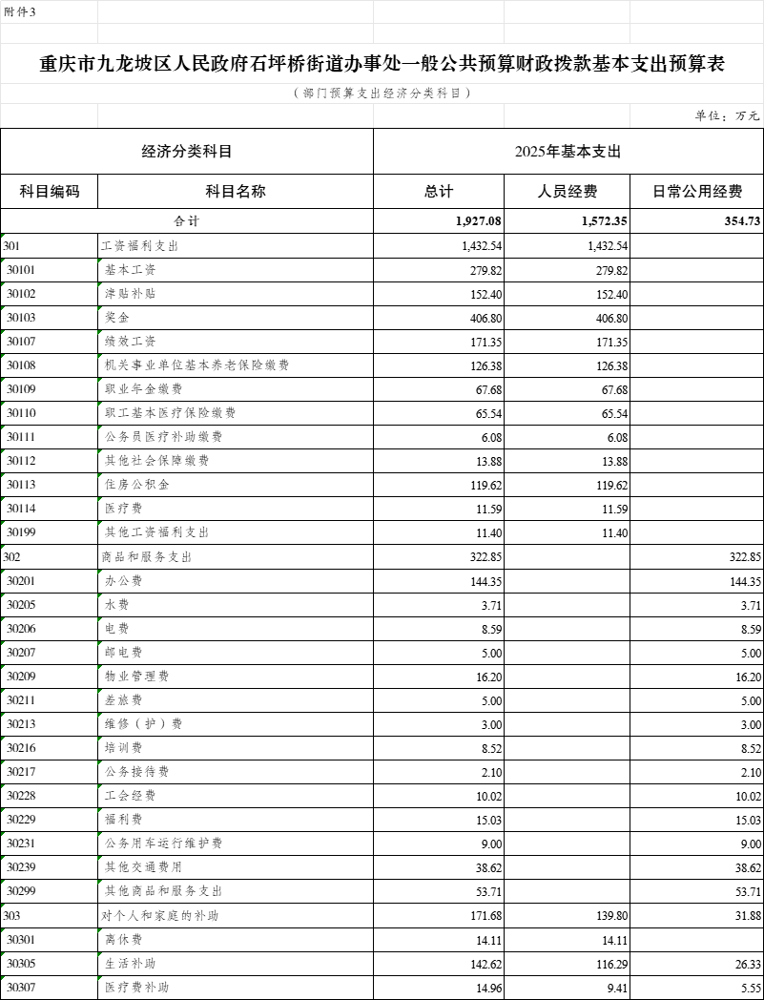 附件3
重庆市九龙坡区人民政府石坪桥街道办事处一般公共预算财政拨款基本支出预算表
（部门预算支出经济分类科目）
单位：万元
经济分类科目 2025年基本支出
科目编码 科目名称 总计 人员经费 日常公用经费
合计 1,927.08 1,572.35 354.73
301 工资福利支出 1,432.54 1,432.54
30101 基本工资 279.82 279.82
30102 津贴补贴 152.40 152.40
30103 奖金 406.80 406.80
30107 绩效工资 171.35 171.35
30108 机关事业单位基本养老保险缴费 126.38 126.38
30109 职业年金缴费 67.68 67.68
30110 职工基本医疗保险缴费 65.54 65.54
30111 公务员医疗补助缴费 6.08 6.08
30112 其他社会保障缴费 13.88 13.88
30113 住房公积金 119.62 119.62
30114 医疗费 11.59 11.59
30199 其他工资福利支出 11.40 11.40
302 商品和服务支出 322.85 322.85
30201 办公费 144.35 144.35
30205 水费 3.71 3.71
30206 电费 8.59 8.59
30207 邮电费 5.00 5.00
30209 物业管理费 16.20 16.20
30211 差旅费 5.00 5.00
30213 维修（护）费 3.00 3.00
30216 培训费 8.52 8.52
30217 公务接待费 2.10 2.10
30228 工会经费 10.02 10.02
30229 福利费 15.03 15.03
30231 公务用车运行维护费 9.00 9.00
30239 其他交通费用 38.62 38.62
30299 其他商品和服务支出 53.71 53.71
303 对个人和家庭的补助 171.68 139.80 31.88
30301 离休费 14.11 14.11
30305 生活补助 142.62 116.29 26.33
30307 医疗费补助 14.96 9.41 5.55